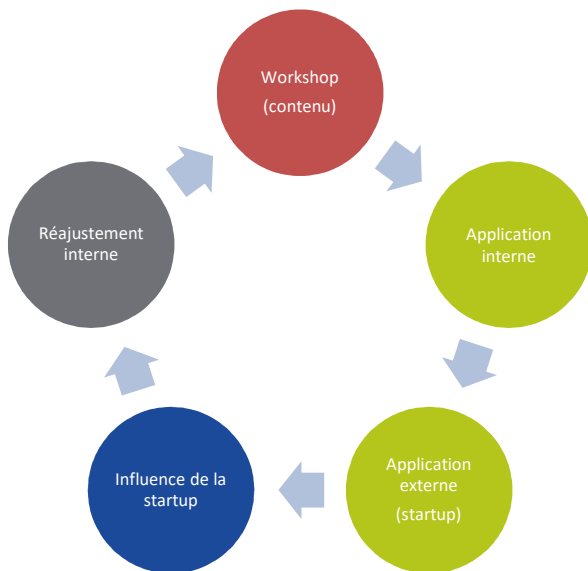 Workshop
(contenu)
Application
interne
Application
externe
(startup)
Influence de la
startup
Réajustement
interne